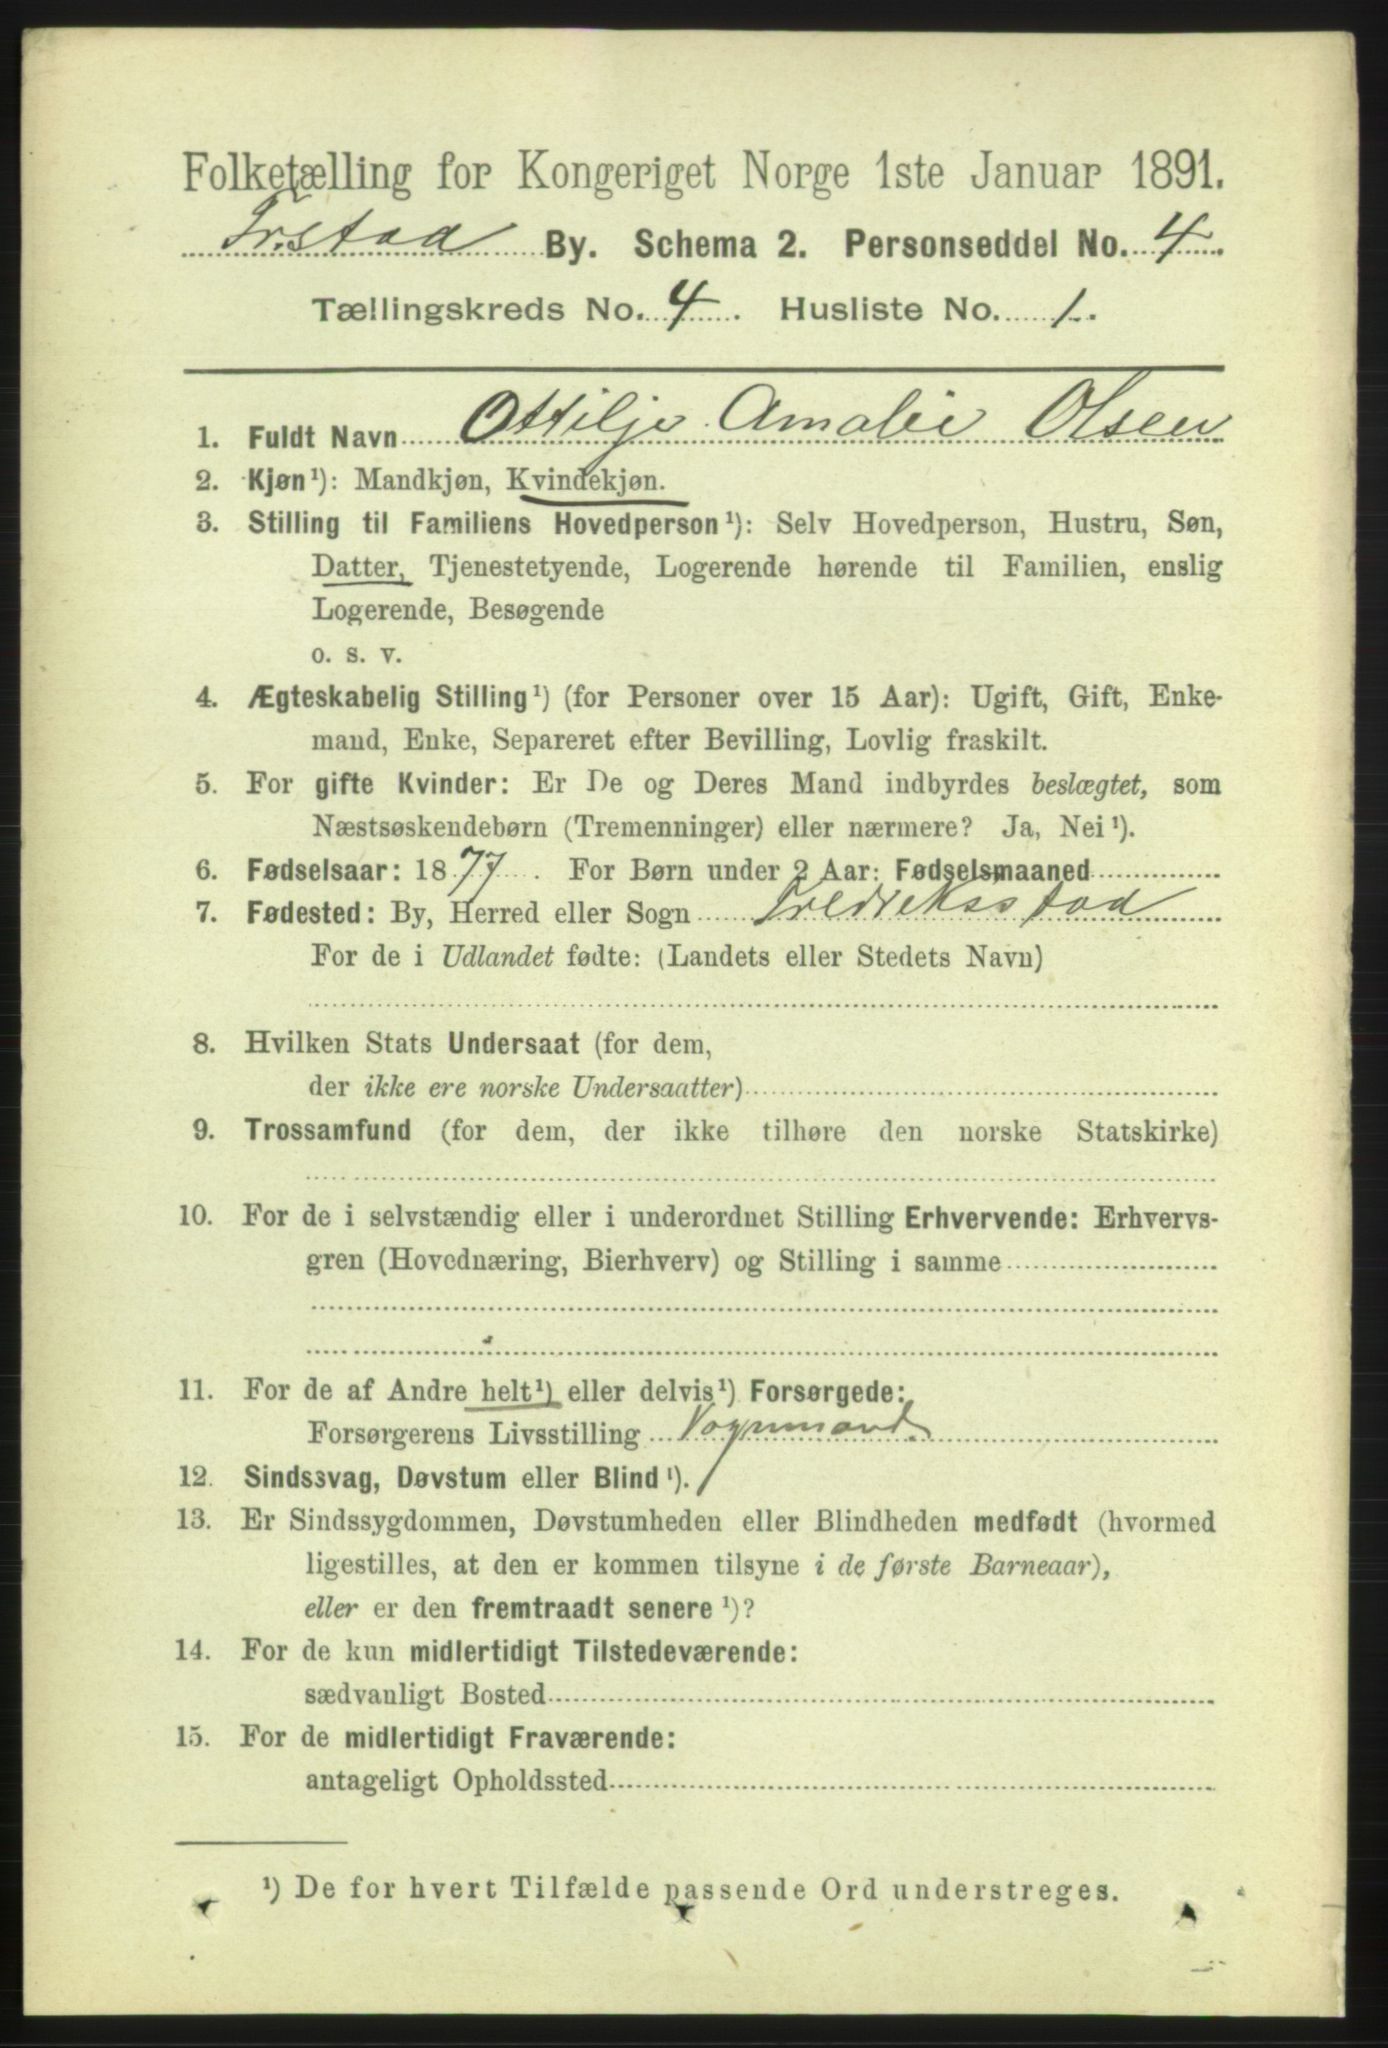 Folketælling for Kongeriget Norge 1ste Januar 1891.
Fr.stad By. Schema 2. Personseddel No. 4
Tællingskreds No. 4. Husliste No. 1.
1. Fuldt Navn Ottilje Amalie Olsen
2. Kjøn¹): Mandkjøn, Kvindekjøn.
3. Stilling til Familiens Hovedperson¹): Selv Hovedperson, Hustru, Søn,
Datter, Tjenestetyende, Logerende hørende til Familien, enslig
Logerende, Besøgende
o. s. v.
4. Ægteskabelig Stilling¹) (for Personer over 15 Aar): Ugift, Gift, Enke-
mand, Enke, Separeret efter Bevilling, Lovlig fraskilt.
5. For gifte Kvinder: Er De og Deres Mand indbyrdes beslægtet, som
Næstsøskendebørn (Tremenninger) eller nærmere? Ja, Nei¹).
6. Fødselsaar: 1877. For Børn under 2 Aar: Fødselsmaaned
7. Fødested: By, Herred eller Sogn Fredriksstad
For de i Udlandet fødte: (Landets eller Stedets Navn)
8. Hvilken Stats Undersaat (for dem,
der ikke ere norske Undersaatter)
9. Trossamfund (for dem, der ikke tilhøre den norske Statskirke)
10. For de i selvstændig eller i underordnet Stilling Erhvervende: Erhvervs-
gren (Hovednæring, Bierhverv) og Stilling i samme
11. For de af Andre helt¹) eller delvis¹) Forsørgede:
Forsørgerens Livsstilling Vognmand.
12. Sindssvag, Døvstum eller Blind¹).
13. Er Sindssygdommen, Døvstumheden eller Blindheden medfødt (hvormed
ligestilles, at den er kommen tilsyne i de første Barneaar),
eller er den fremtraadt senere¹)?
14. For de kun midlertidigt Tilstedeværende:
sædvanligt Bosted
15. For de midlertidigt Fraværende:
antageligt Opholdssted
¹) De for hvert Tilfælde passende Ord understreges.